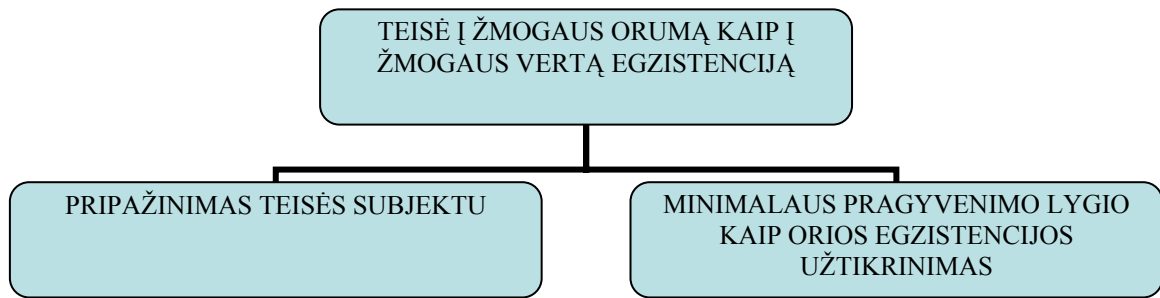 TEISĖ Į ŽMOGAUS ORUMĄ KAIP Į
ŽMOGAUS VERTĄ EGZISTENCIJĄ
PRIPAŽINIMAS TEISĖS SUBJEKTU
MINIMALAUS PRAGYVENIMO LYGIO
KAIP ORIOS EGZISTENCIJOS
UŽTIKRINIMAS